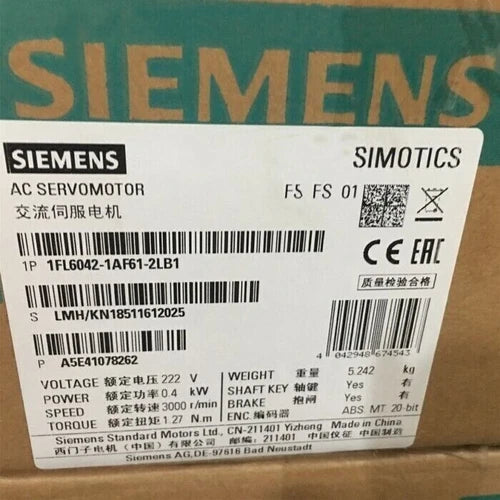 SIEMENS
SIEMENS
SIMOTICS
AC SERVOMOTOR
FS FS 01
交流伺服电机
1P 1FL6042-1AF61-2LB1
CE EAC
质量检验合格
S LMH/KN18511612025
P A5E41078262
4 042948 674543
VOLTAGE 额定电压 222 V
WEIGHT 重量 5.242 kg
POWER 额定功率 0.4 kW
SHAFT KEY 轴键 Yes 有
SPEED 额定转速 3000 r/min
BRAKE 抱闸 Yes 有
TORQUE 额定扭矩 1.27 N.m
ENC 编码器 ABS MT 20-bit
Siemens Standard Motors Ltd., CN-211401 Yizheng Made in China
西门子电机（中国）有限公司 邮编：211401 中国仪征 中国制造
Siemens AG,DE-97616 Bad Neustadt